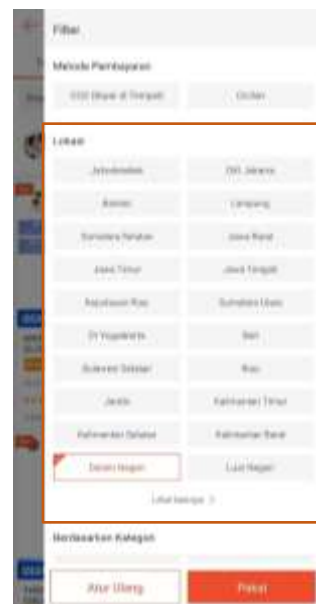 Filter
Metode Pembayaran
COD (Bayar di Tempat) Cicilan
Lokasi
Jabodetabek DKI Jakarta
Banten Lampung
Sumatera Selatan Jawa Barat
Jawa Timur Jawa Tengah
Kepulauan Riau Sumatera Utara
DI Yogyakarta Bali
Sulawesi Selatan Riau
Jambi Kalimantan Timur
Kalimantan Selatan Kalimantan Barat
Dalam Negeri Luar Negeri
Lihat lainnya
Berdasarkan Kategori
Atur Ulang Pakai